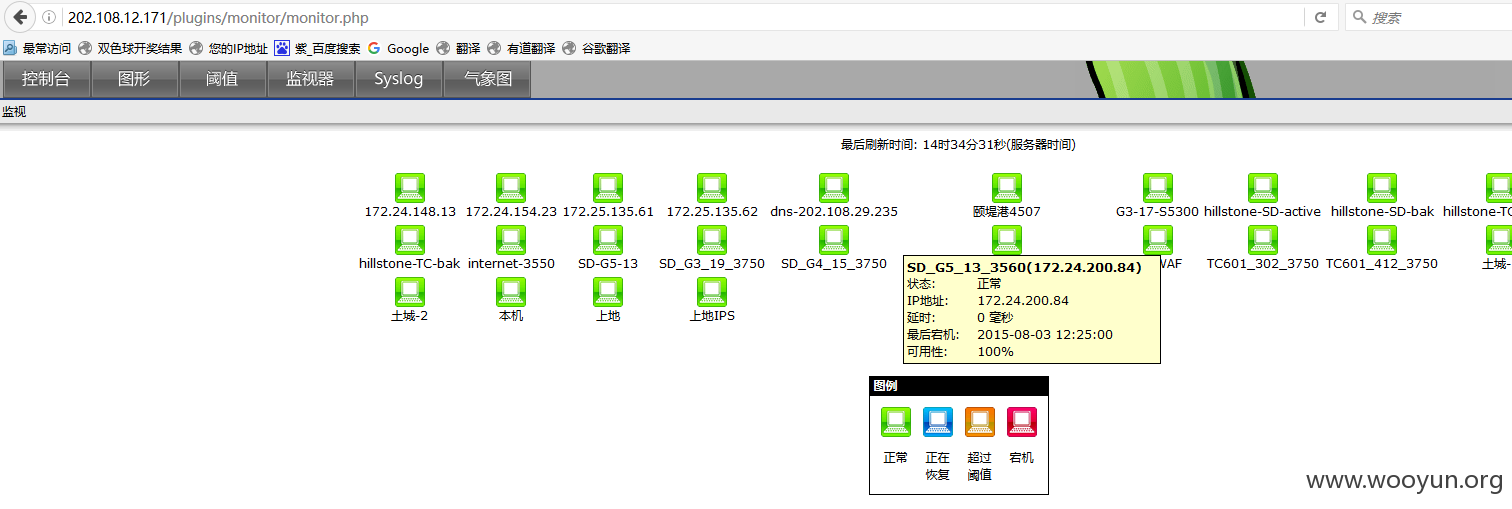 202.108.12.171/plugins/monitor/monitor.php 搜索
最常访问 双色球开奖结果 您的IP地址 紫_百度搜索 Google 翻译 有道翻译 谷歌翻译
控制台 图形 阈值 监视器 Syslog 气象图
监视
最后刷新时间: 14时34分31秒(服务器时间)
172.24.148.13 172.24.154.23 172.25.135.61 172.25.135.62 dns-202.108.29.235 颐堤港4507 G3-17-S5300 hillstone-SD-active hillstone-SD-bak hillstone-TC
hillstone-TC-bak internet-3550 SD-G5-13 SD_G3_19_3750 SD_G4_15_3750 WAF TC601_302_3750 TC601_412_3750 土城-
SD_G5_13_3560(172.24.200.84)
状态: 正常
IP地址: 172.24.200.84
延时: 0 毫秒
最后宕机: 2015-08-03 12:25:00
可用性: 100%
土城-2 本机 上地 上地IPS
图例
正常 正在恢复 超过阈值 宕机
www.wooyun.org